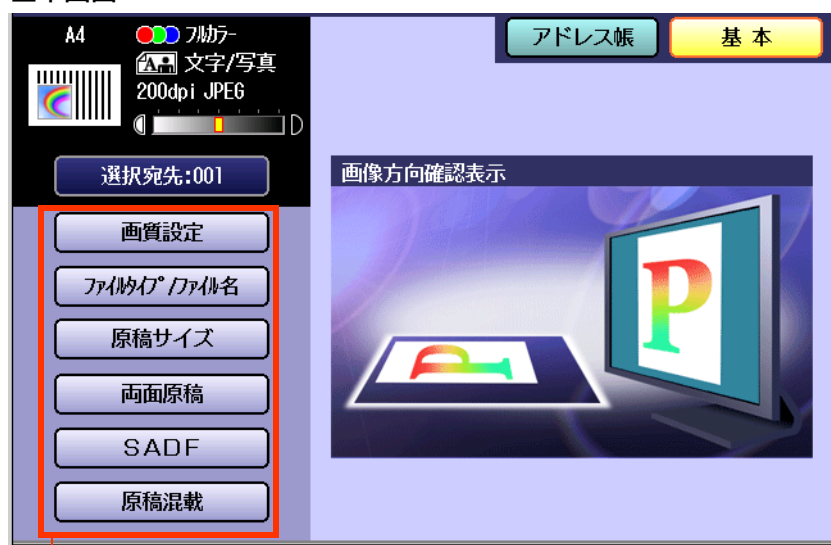 A4 フルカラー
文字/写真
200dpi JPEG
アドレス帳 基本
選択宛先:001
画像方向確認表示
画質設定
ファイルタイプ/ファイル名
原稿サイズ
両面原稿
SADF
原稿混載
P
P